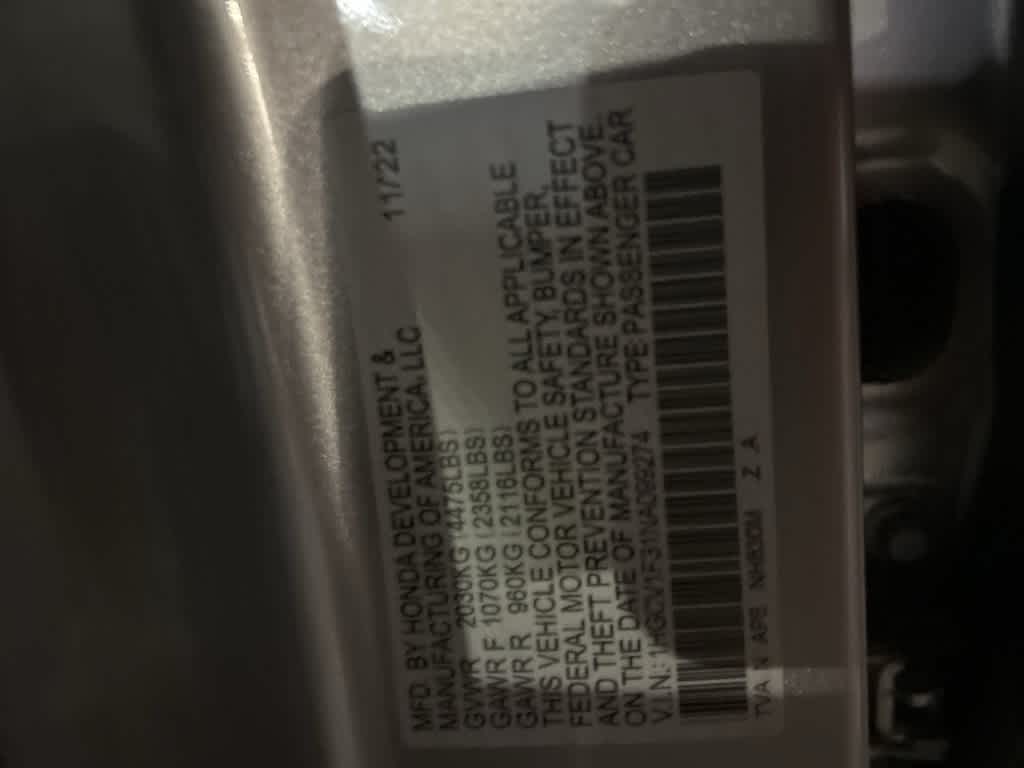 MFD. BY HONDA DEVELOPMENT & 11/22
MANUFACTURING OF AMERICA, LLC
GVWR 2030KG (4475LBS)
GAWR F 1070KG (2358LBS)
GAWR R 960KG (2116LBS)
THIS VEHICLE CONFORMS TO ALL APPLICABLE
FEDERAL MOTOR VEHICLE SAFETY, BUMPER,
AND THEFT PREVENTION STANDARDS IN EFFECT
ON THE DATE OF MANUFACTURE SHOWN ABOVE.
V.I.N.: TYPE:PASSENGER CAR
TVA N AP6 Z A